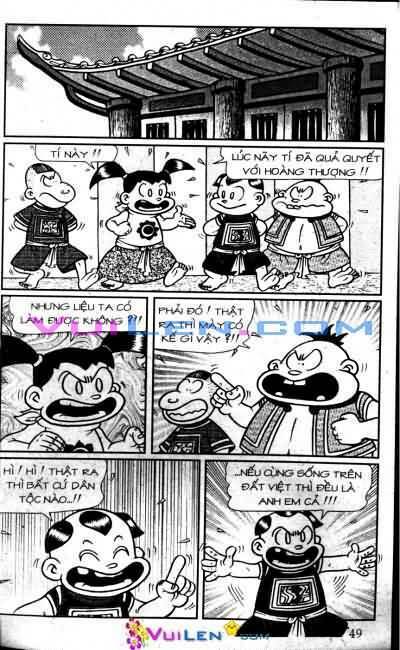 TÍ NÀY !!
LÚC NÃY TÍ ĐÃ QUẢ QUYẾT
VỚI HOÀNG THƯỢNG !!
NHƯNG LIỆU TA CÓ
LÀM ĐƯỢC KHÔNG ?!!
PHẢI ĐÓ ! THẬT
RA THÌ MÀY CÓ
KẾ GÌ VẬY ?!!
VUILEN.COM
HÌ ! HÌ ! THẬT RA
THÌ BẤT CỨ DÂN
TỘC NÀO...!!
...NẾU CÙNG SỐNG TRÊN
ĐẤT VIỆT THÌ ĐỀU LÀ
ANH EM CẢ !!!
VUILEN.COM
49